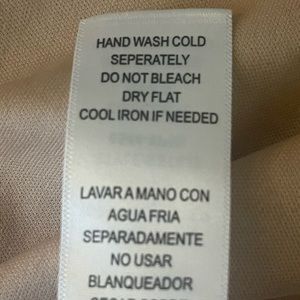 HAND WASH COLD
SEPERATELY
DO NOT BLEACH
DRY FLAT
COOL IRON IF NEEDED
LAVAR A MANO CON
AGUA FRIA
SEPARADAMENTE
NO USAR
BLANQUEADOR